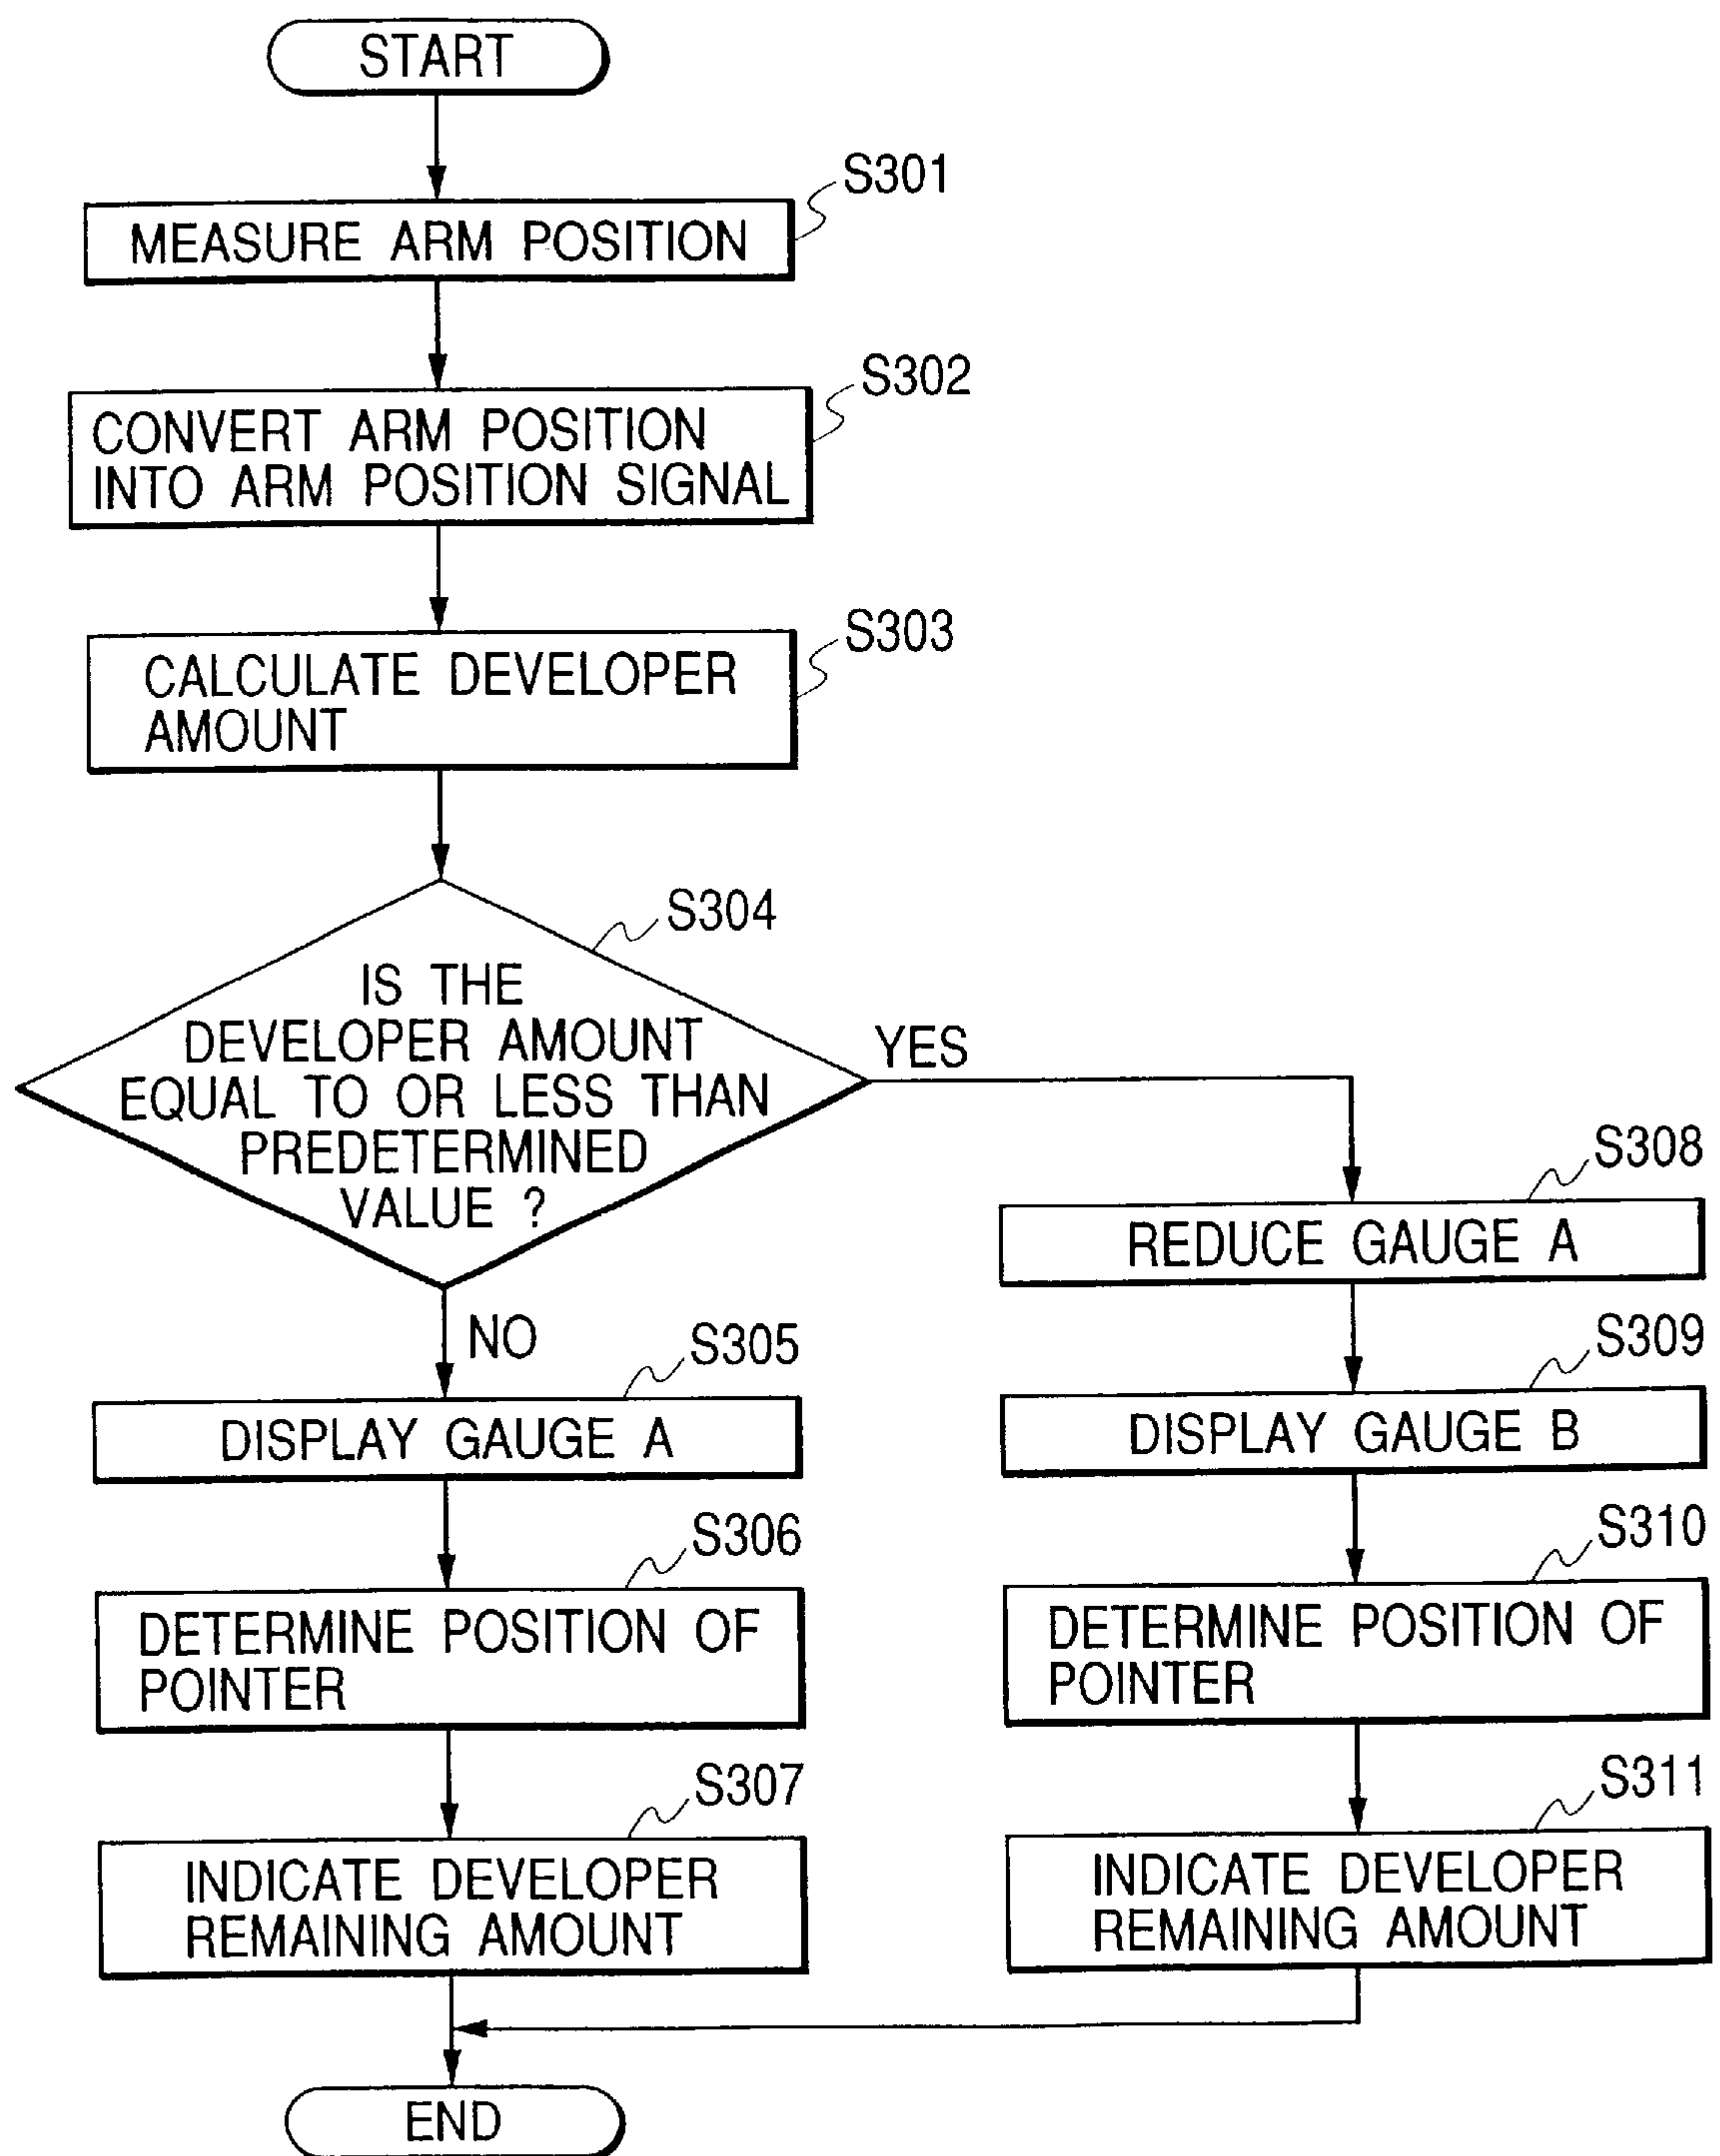 START
S301
MEASURE ARM POSITION
S302
CONVERT ARM POSITION
INTO ARM POSITION SIGNAL
S303
CALCULATE DEVELOPER
AMOUNT
S304
IS THE
DEVELOPER AMOUNT
EQUAL TO OR LESS THAN
PREDETERMINED
VALUE ?
YES
NO
S305
DISPLAY GAUGE A
S306
DETERMINE POSITION OF
POINTER
S307
INDICATE DEVELOPER
REMAINING AMOUNT
S308
REDUCE GAUGE A
S309
DISPLAY GAUGE B
S310
DETERMINE POSITION OF
POINTER
S311
INDICATE DEVELOPER
REMAINING AMOUNT
END